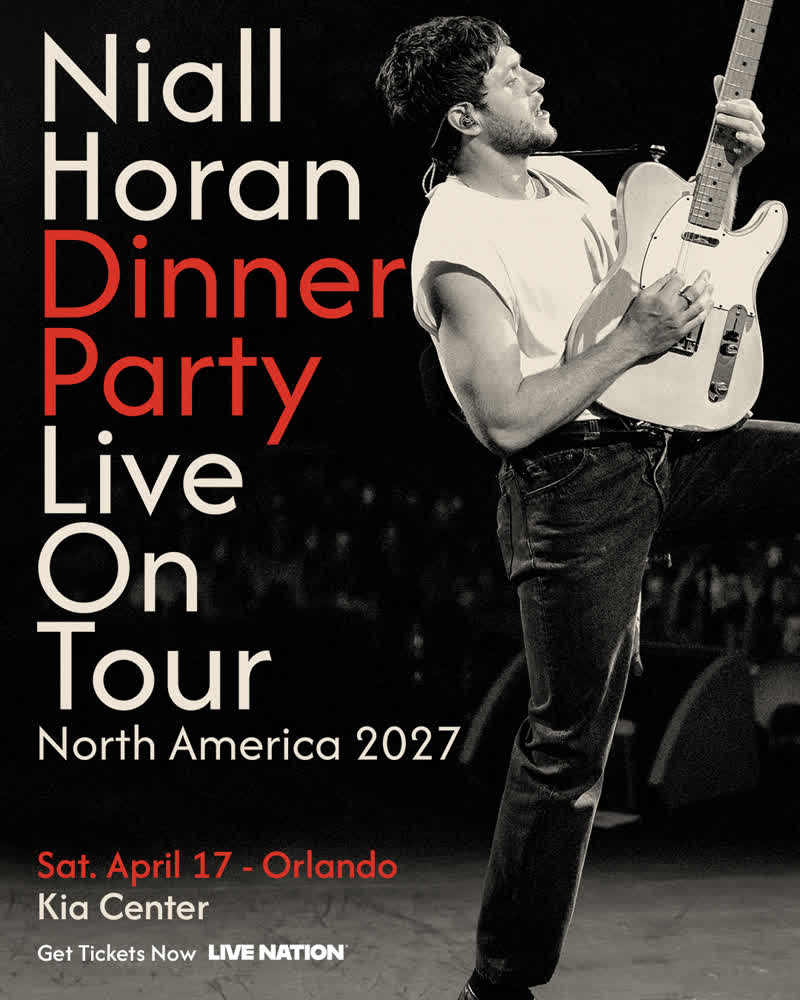 Niall
Horan
Dinner
Party
Live
On
Tour
North America 2027
Sat. April 17 - Orlando
Kia Center
Get Tickets Now LIVE NATION